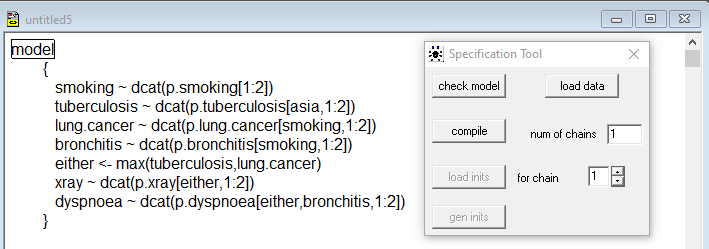 untitled5
model
{
smoking ~ dcat(p.smoking[1:2])
tuberculosis ~ dcat(p.tuberculosis[asia,1:2])
lung.cancer ~ dcat(p.lung.cancer[smoking,1:2])
bronchitis ~ dcat(p.bronchitis[smoking,1:2])
either <- max(tuberculosis,lung.cancer)
xray ~ dcat(p.xray[either,1:2])
dyspnoea ~ dcat(p.dyspnoea[either,bronchitis,1:2])
}
Specification Tool
check model load data
compile num of chains 1
load inits for chain 1
gen inits